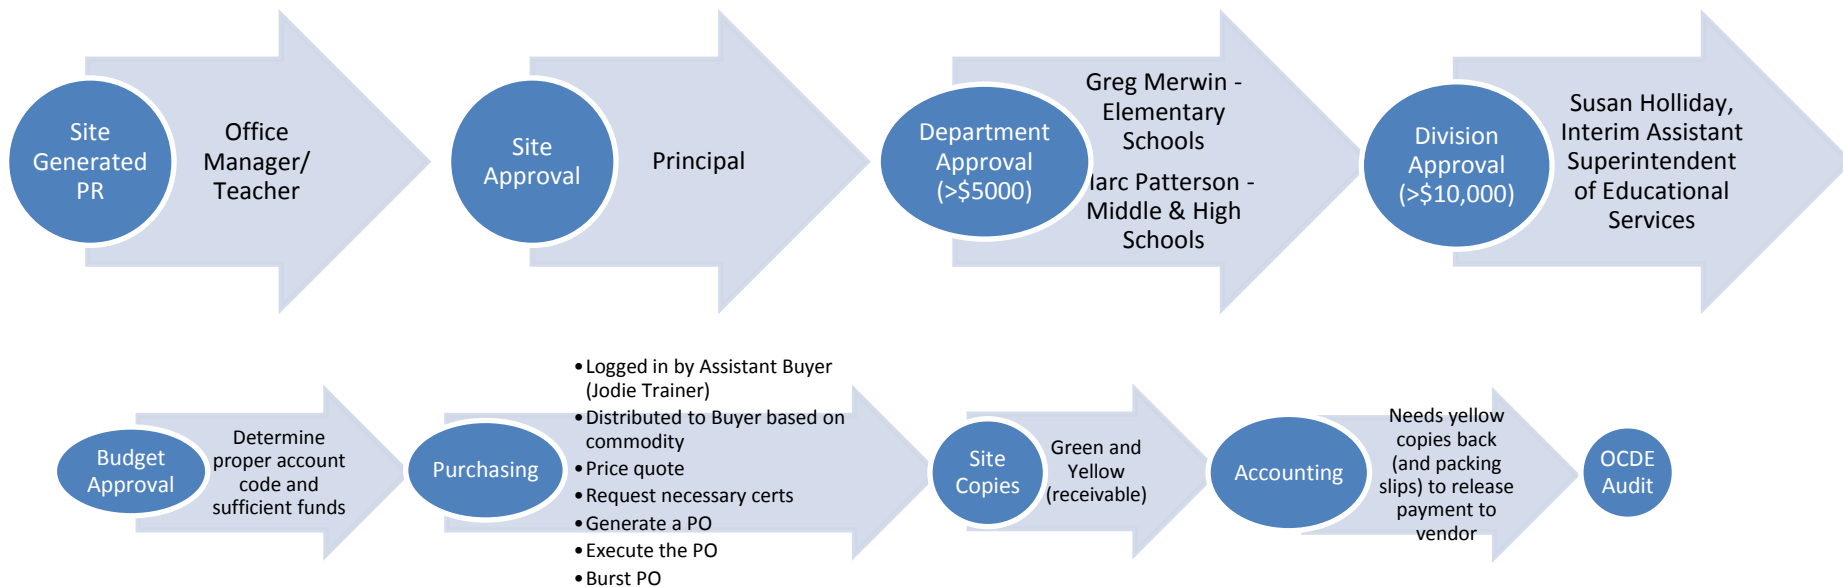 Site
Generated
PR
Office
Manager/
Teacher
Site
Approval
Principal
Department
Approval
(>$5000)
Greg Merwin -
Elementary
Schools
Marc Patterson -
Middle & High
Schools
Division
Approval
(>$10,000)
Susan Holliday,
Interim Assistant
Superintendent
of Educational
Services
Budget
Approval
Determine
proper account
code and
sufficient funds
Purchasing
•Logged in by Assistant Buyer
(Jodie Trainer)
•Distributed to Buyer based on
commodity
•Price quote
•Request necessary certs
•Generate a PO
•Execute the PO
•Burst PO
Site
Copies
Green and
Yellow
(receivable)
Accounting
Needs yellow
copies back
(and packing
slips) to release
payment to
vendor
OCDE
Audit